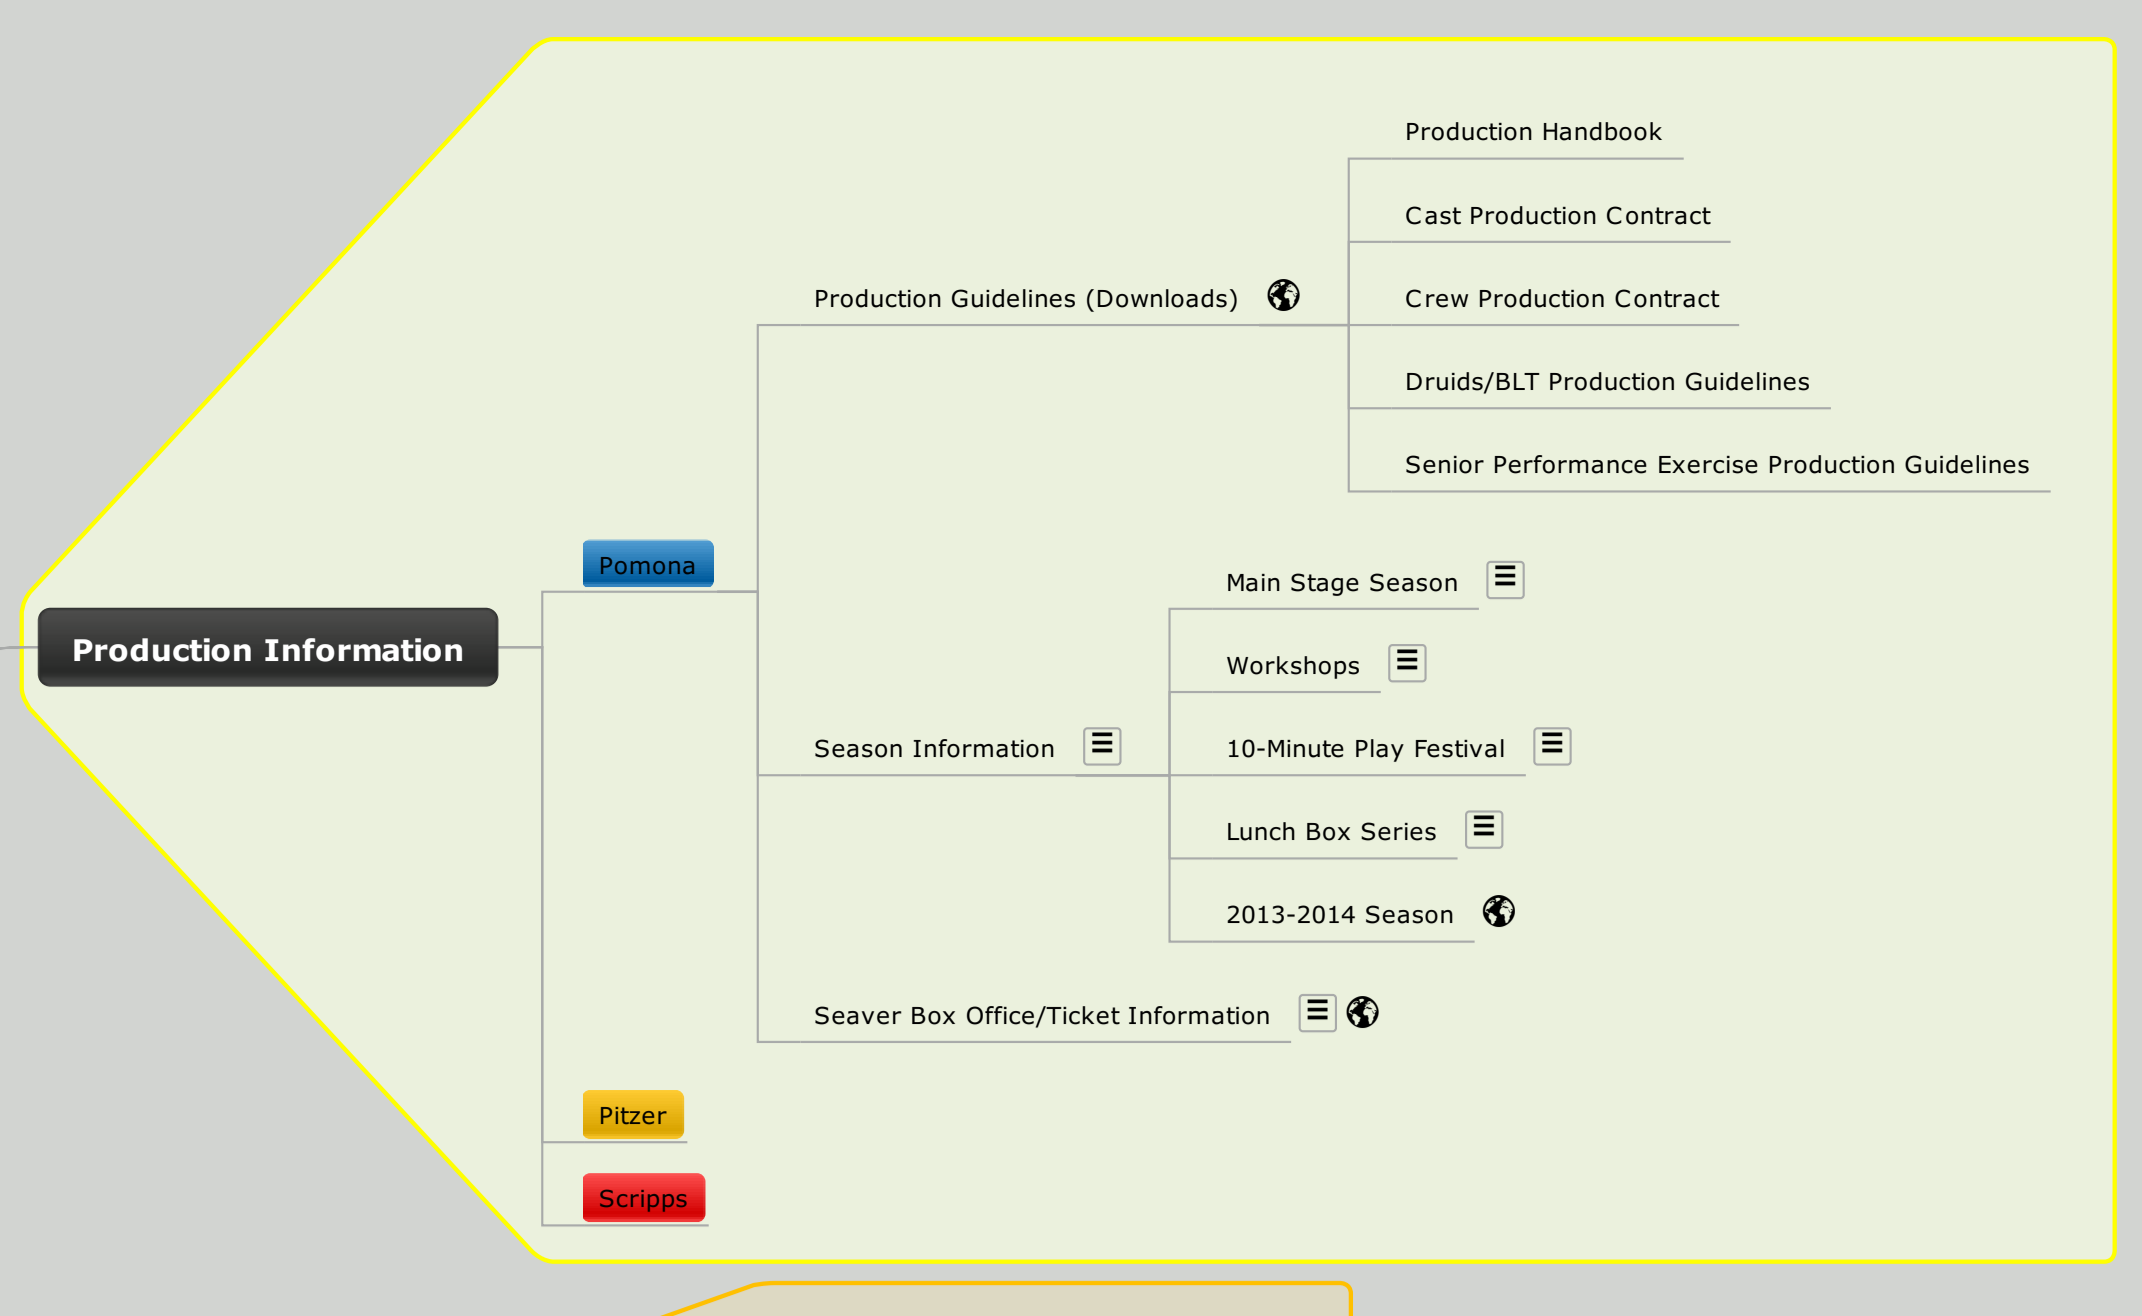 Production Information
Pomona
Production Guidelines (Downloads)
Production Handbook
Cast Production Contract
Crew Production Contract
Druids/BLT Production Guidelines
Senior Performance Exercise Production Guidelines
Season Information
Main Stage Season
Workshops
10-Minute Play Festival
Lunch Box Series
2013-2014 Season
Seaver Box Office/Ticket Information
Pitzer
Scripps